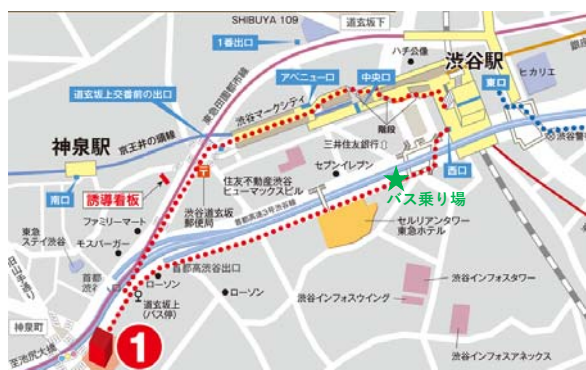 SHIBUYA 109
道玄坂下
1番出口
ハチ公像
渋谷駅
銀座
アベニュー口
中央口
東口
ヒカリエ
道玄坂上交番前の出口
東急田園都市線
渋谷マークシティ
階段
三井住友銀行
渋谷警
神泉駅
京王井の頭線
セブンイレブン
西口
住友不動産渋谷
ヒューマックスビル
南口
誘導看板
渋谷道玄坂
郵便局
首都高速3号渋谷線
バス乗り場
ファミリーマート
セルリアンタワー
東急ホテル
東急
ステイ渋谷
モスバーガー
旧山手通り
首都高渋谷出口
ローソン
ローソン
道玄坂上
(バス停)
渋谷インフォスタワー
渋谷インフォスウイング
神泉町
至池尻大橋
1
渋谷インフォスアネックス